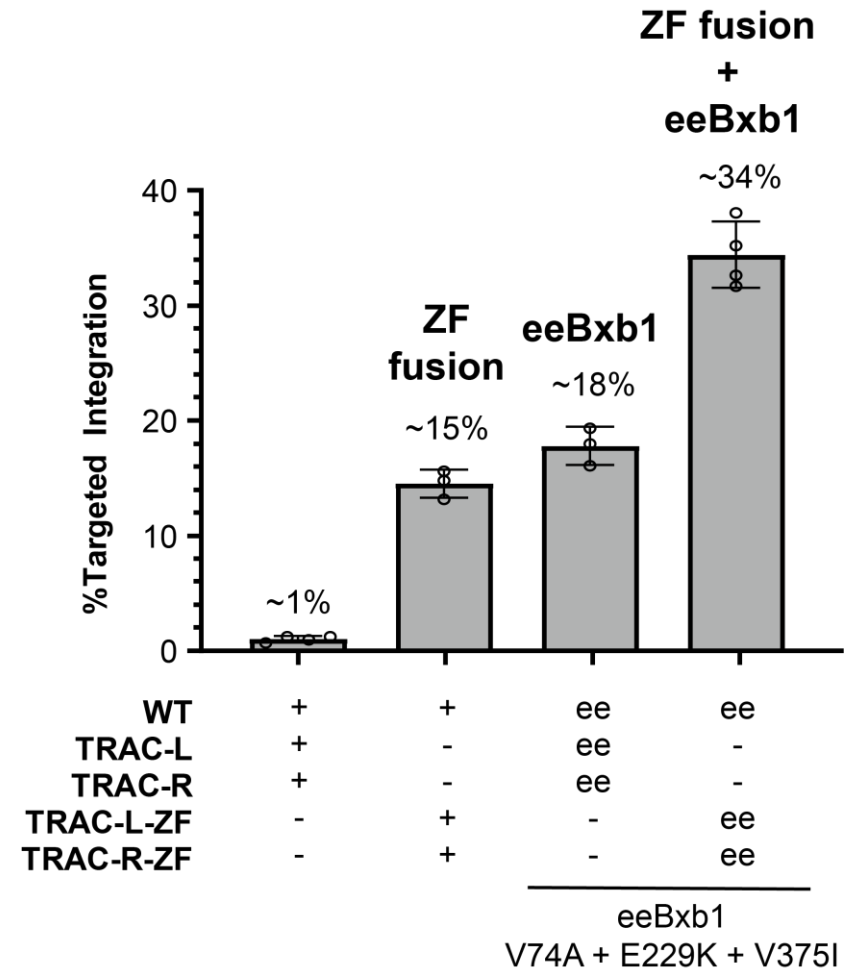 ZF fusion
+
eeBxb1
~34%
ZF
fusion
~15%
eeBxb1
~18%
~1%
%Targeted Integration
40
30
20
10
0
WT + + ee ee
TRAC-L + - ee -
TRAC-R + - ee -
TRAC-L-ZF - + - ee
TRAC-R-ZF - + - ee
eeBxb1
V74A + E229K + V375I